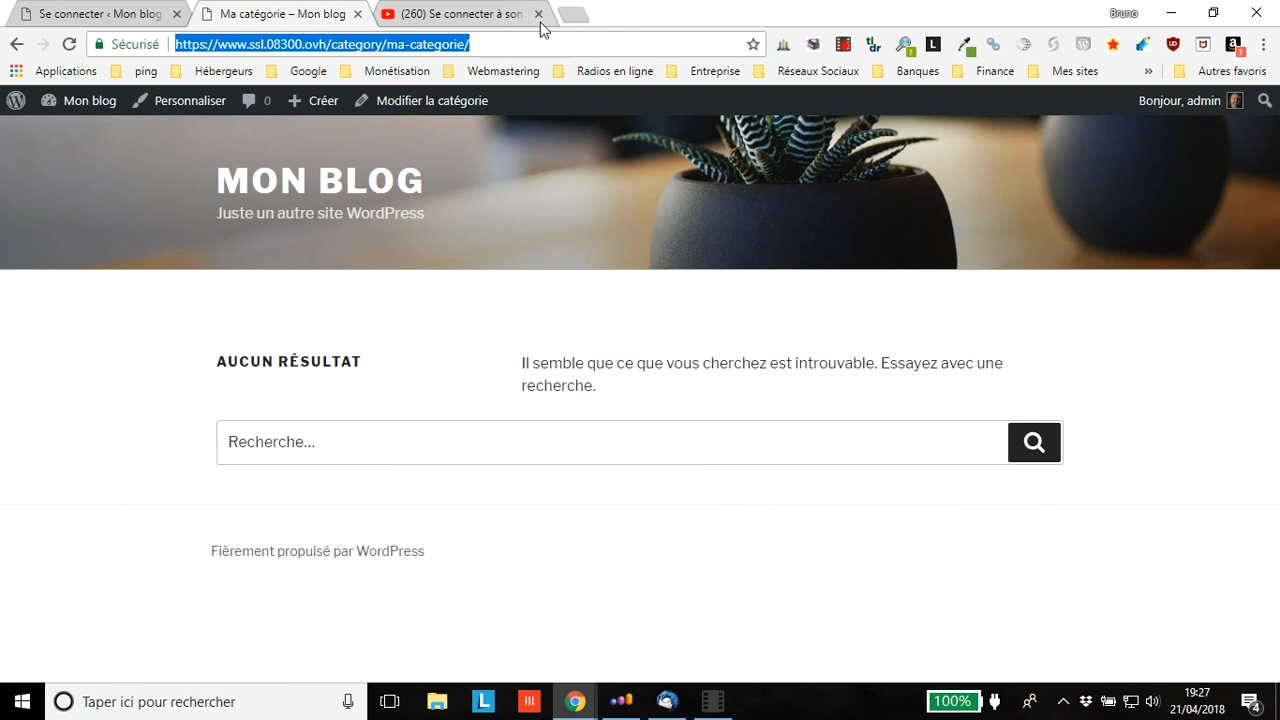 Se connecter ‹ Mon blog
Ma catégorie – Mon blog
(260) Se connecter à son
Bruno
Sécurisé
https://www.ssl.08300.ovh/category/ma-categorie/
Applications
ping
Hébergeurs
Google
Monétisation
Webmastering
Radios en ligne
Entreprise
Réseaux Sociaux
Banques
Finance
Mes sites
»
Autres favoris
Mon blog
Personnaliser
0
Créer
Modifier la catégorie
Bonjour, admin
MON BLOG
Juste un autre site WordPress
AUCUN RÉSULTAT
Il semble que ce que vous cherchez est introuvable. Essayez avec une
recherche.
Recherche…
Fièrement propulsé par WordPress
Taper ici pour rechercher
100%
19:27
21/04/2018
4